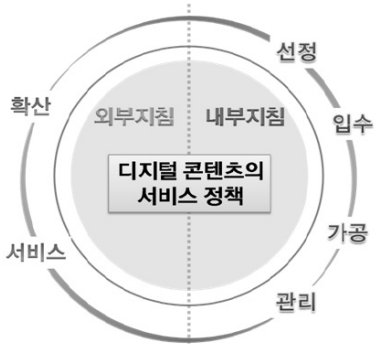 선정
확산
외부지침
내부지침
입수
디지털 콘텐츠의
서비스 정책
서비스
가공
관리